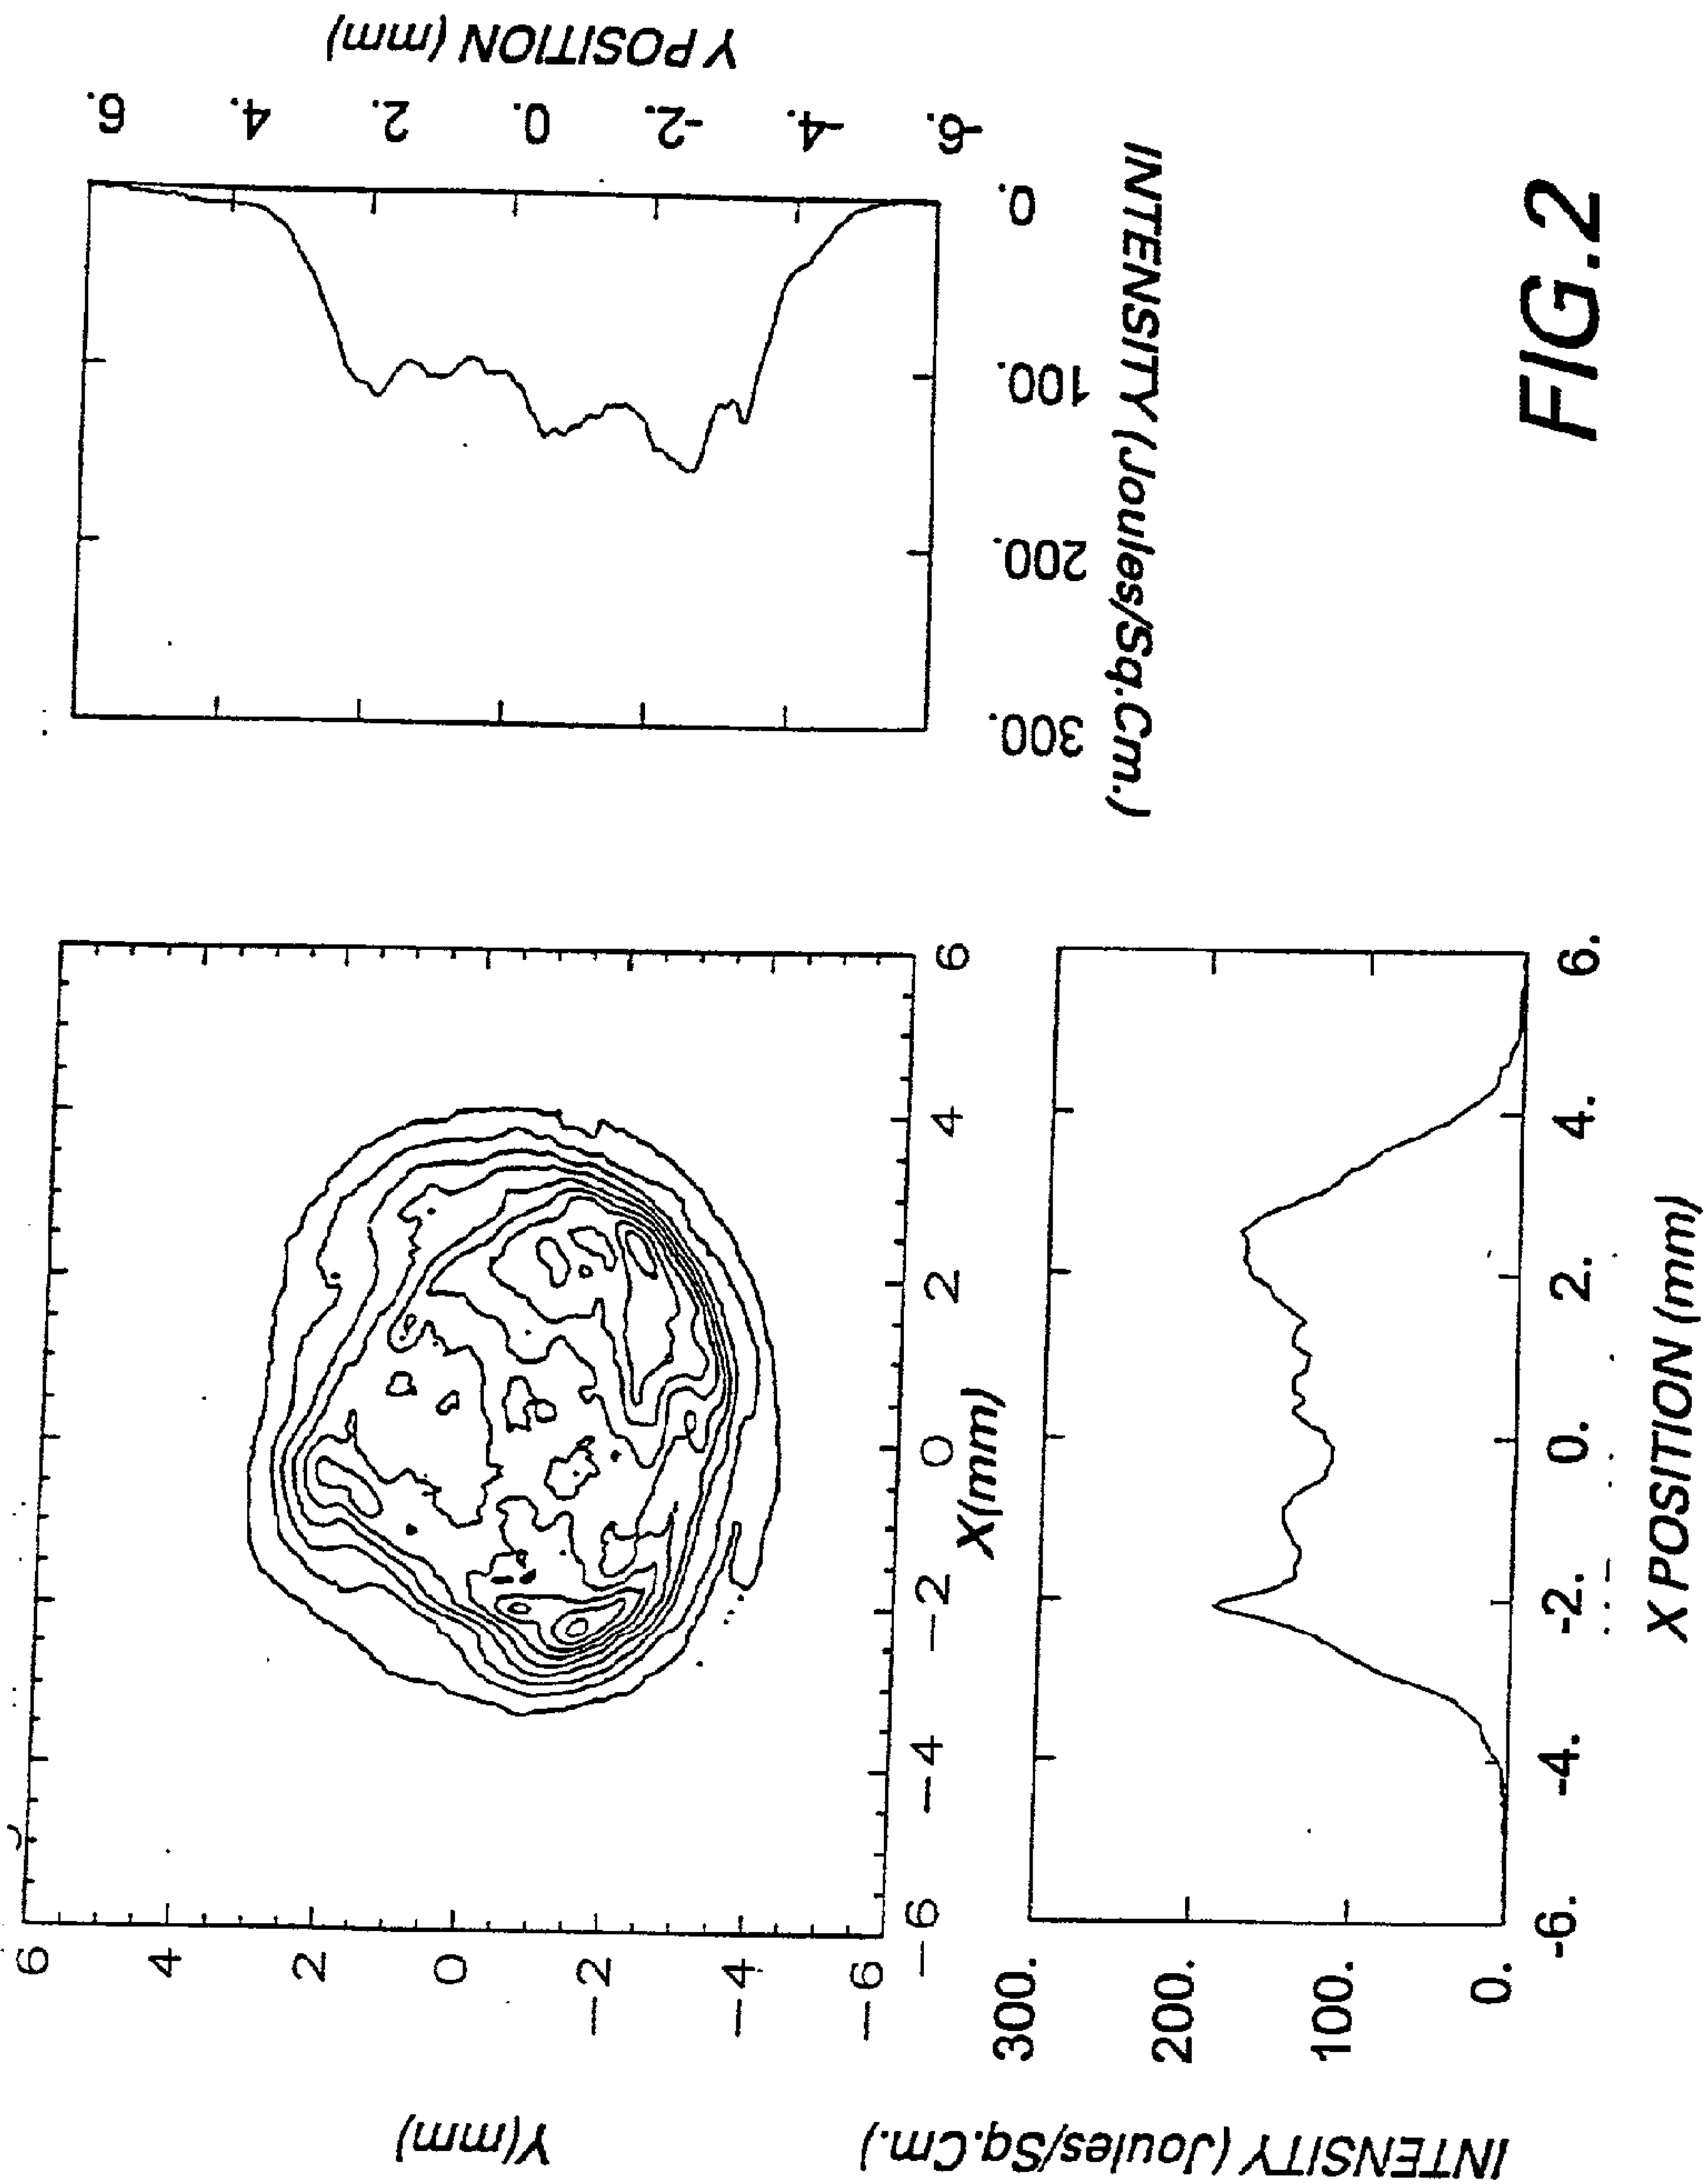 6
4
2
0
−2
−4
−6
Y(mm)
−6 −4 −2 0 2 4 6
X(mm)
300.
200.
100.
0.
INTENSITY (Joules/Sq.Cm.)
-6. -4. -2. 0. 2. 4. 6.
X POSITION (mm)
6.
4.
2.
0.
-2.
-4.
-6.
Y POSITION (mm)
300. 200. 100. 0.
INTENSITY (Joules/Sq.Cm.)
FIG.2